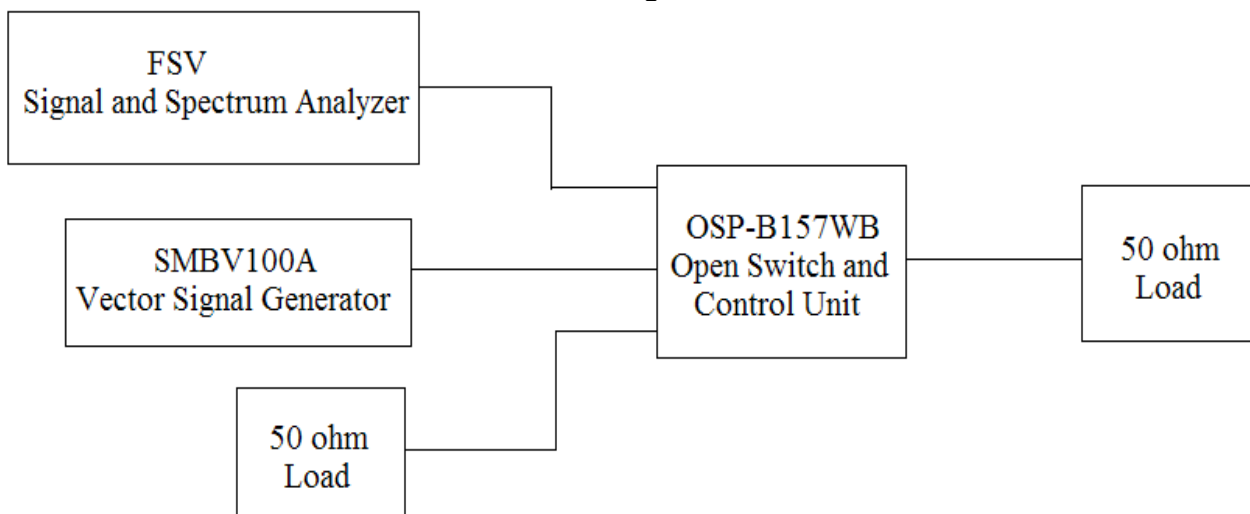 FSV
Signal and Spectrum Analyzer
SMBV100A
Vector Signal Generator
50 ohm
Load
OSP-B157WB
Open Switch and
Control Unit
50 ohm
Load